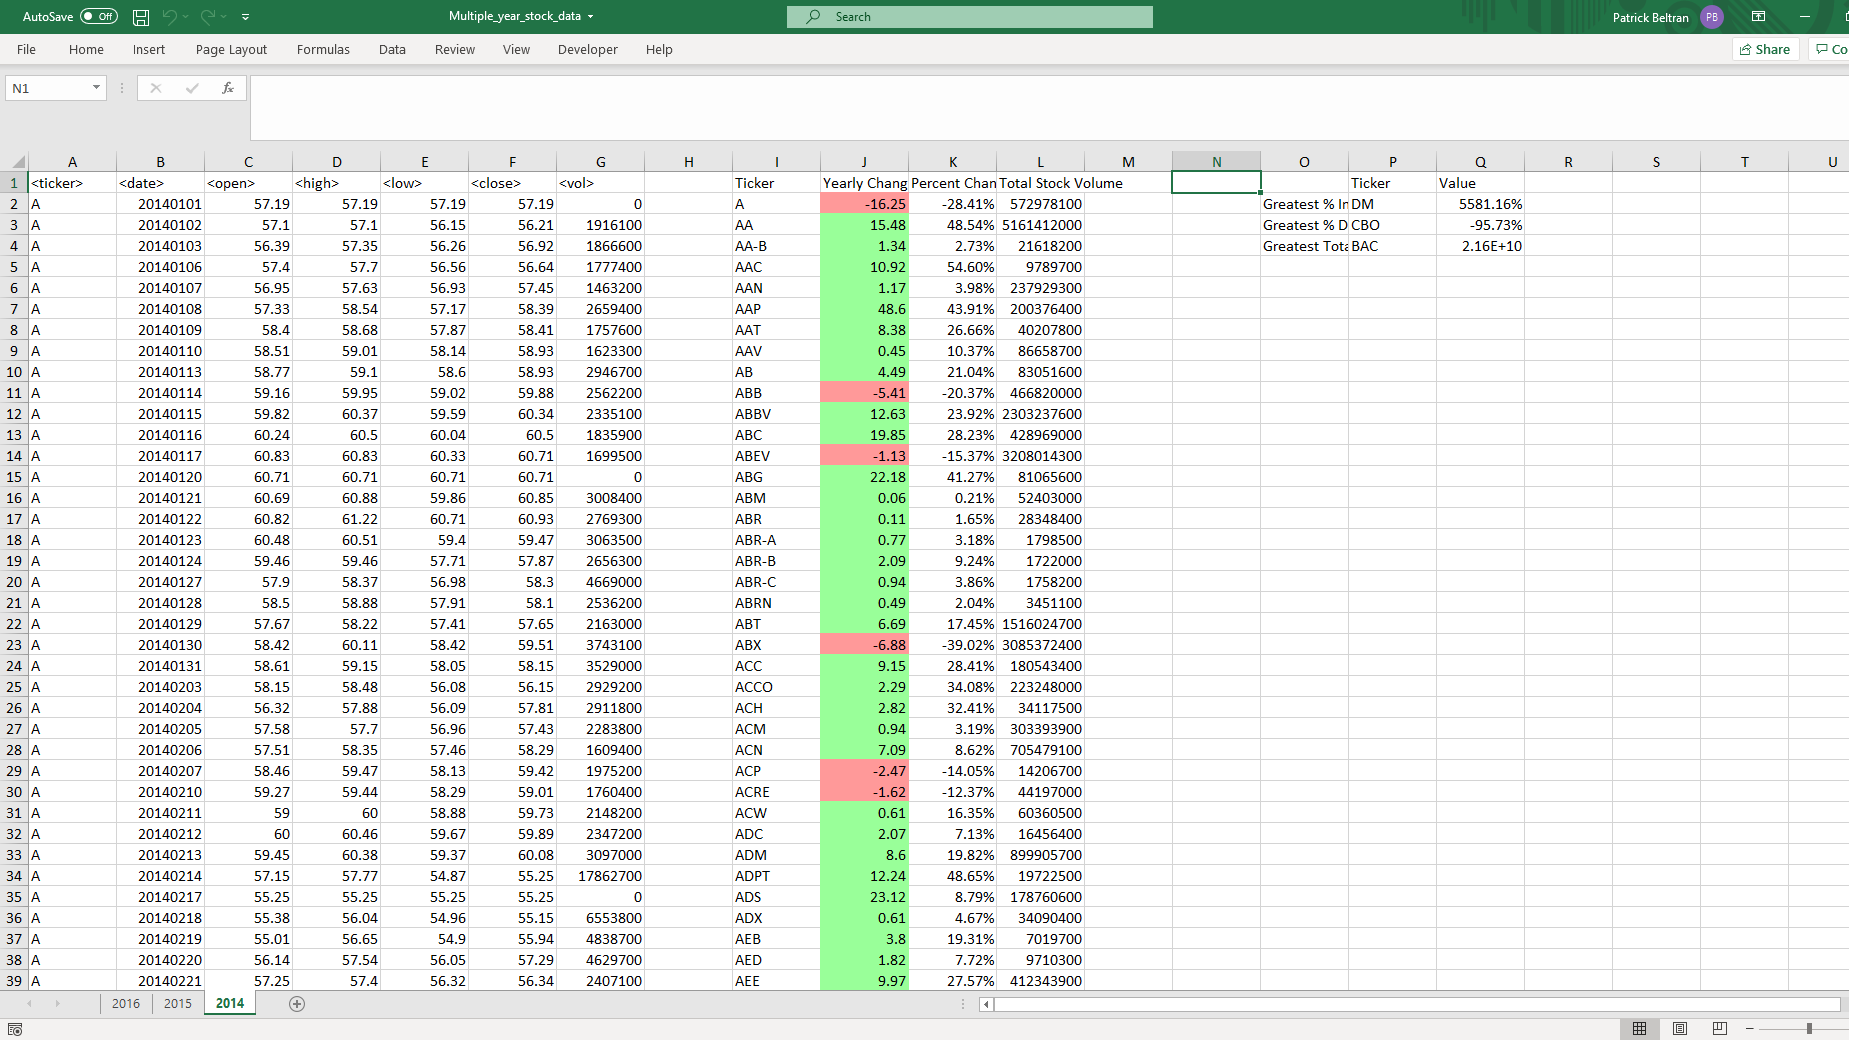 AutoSave Off Multiple_year_stock_data Search Patrick Beltran PB
File Home Insert Page Layout Formulas Data Review View Developer Help Share Co
N1 fx
A B C D E F G H I J K L M N O P Q R S T U
1 <ticker> <date> <open> <high> <low> <close> <vol> Ticker Yearly Chang Percent Chan Total Stock Volume Ticker Value
2 A 20140101 57.19 57.19 57.19 57.19 0 A -16.25 -28.41% 572978100 Greatest % In DM 5581.16%
3 A 20140102 57.1 57.1 56.15 56.21 1916100 AA 15.48 48.54% 5161412000 Greatest % D CBO -95.73%
4 A 20140103 56.39 57.35 56.26 56.92 1866600 AA-B 1.34 2.73% 21618200 Greatest Tota BAC 2.16E+10
5 A 20140106 57.4 57.7 56.56 56.64 1777400 AAC 10.92 54.60% 9789700
6 A 20140107 56.95 57.63 56.93 57.45 1463200 AAN 1.17 3.98% 237929300
7 A 20140108 57.33 58.54 57.17 58.39 2659400 AAP 48.6 43.91% 200376400
8 A 20140109 58.4 58.68 57.87 58.41 1757600 AAT 8.38 26.66% 40207800
9 A 20140110 58.51 59.01 58.14 58.93 1623300 AAV 0.45 10.37% 86658700
10 A 20140113 58.77 59.1 58.6 58.93 2946700 AB 4.49 21.04% 83051600
11 A 20140114 59.16 59.95 59.02 59.88 2562200 ABB -5.41 -20.37% 466820000
12 A 20140115 59.82 60.37 59.59 60.34 2335100 ABBV 12.63 23.92% 2303237600
13 A 20140116 60.24 60.5 60.04 60.5 1835900 ABC 19.85 28.23% 428969000
14 A 20140117 60.83 60.83 60.33 60.71 1699500 ABEV -1.13 -15.37% 3208014300
15 A 20140120 60.71 60.71 60.71 60.71 0 ABG 22.18 41.27% 81065600
16 A 20140121 60.69 60.88 59.86 60.85 3008400 ABM 0.06 0.21% 52403000
17 A 20140122 60.82 61.22 60.71 60.93 2769300 ABR 0.11 1.65% 28348400
18 A 20140123 60.48 60.51 59.4 59.47 3063500 ABR-A 0.77 3.18% 1798500
19 A 20140124 59.46 59.46 57.71 57.87 2656300 ABR-B 2.09 9.24% 1722000
20 A 20140127 57.9 58.37 56.98 58.3 4669000 ABR-C 0.94 3.86% 1758200
21 A 20140128 58.5 58.88 57.91 58.1 2536200 ABRN 0.49 2.04% 3451100
22 A 20140129 57.67 58.22 57.41 57.65 2163000 ABT 6.69 17.45% 1516024700
23 A 20140130 58.42 60.11 58.42 59.51 3743100 ABX -6.88 -39.02% 3085372400
24 A 20140131 58.61 59.15 58.05 58.15 3529000 ACC 9.15 28.41% 180543400
25 A 20140203 58.15 58.48 56.08 56.15 2929200 ACCO 2.29 34.08% 223248000
26 A 20140204 56.32 57.88 56.09 57.81 2911800 ACH 2.82 32.41% 34117500
27 A 20140205 57.58 57.7 56.96 57.43 2283800 ACM 0.94 3.19% 303393900
28 A 20140206 57.51 58.35 57.46 58.29 1609400 ACN 7.09 8.62% 705479100
29 A 20140207 58.46 59.47 58.13 59.42 1975200 ACP -2.47 -14.05% 14206700
30 A 20140210 59.27 59.44 58.29 59.01 1760400 ACRE -1.62 -12.37% 44197000
31 A 20140211 59 60 58.88 59.73 2148200 ACW 0.61 16.35% 60360500
32 A 20140212 60 60.46 59.67 59.89 2347200 ADC 2.07 7.13% 16456400
33 A 20140213 59.45 60.38 59.37 60.08 3097000 ADM 8.6 19.82% 899905700
34 A 20140214 57.15 57.77 54.87 55.25 17862700 ADPT 12.24 48.65% 19722500
35 A 20140217 55.25 55.25 55.25 55.25 0 ADS 23.12 8.79% 178760600
36 A 20140218 55.38 56.04 54.96 55.15 6553800 ADX 0.61 4.67% 34090400
37 A 20140219 55.01 56.65 54.9 55.94 4838700 AEB 3.8 19.31% 7019700
38 A 20140220 56.14 57.54 56.05 57.29 4629700 AED 1.82 7.72% 9710300
39 A 20140221 57.25 57.4 56.32 56.34 2407100 AEE 9.97 27.57% 412343900
2016 2015 2014